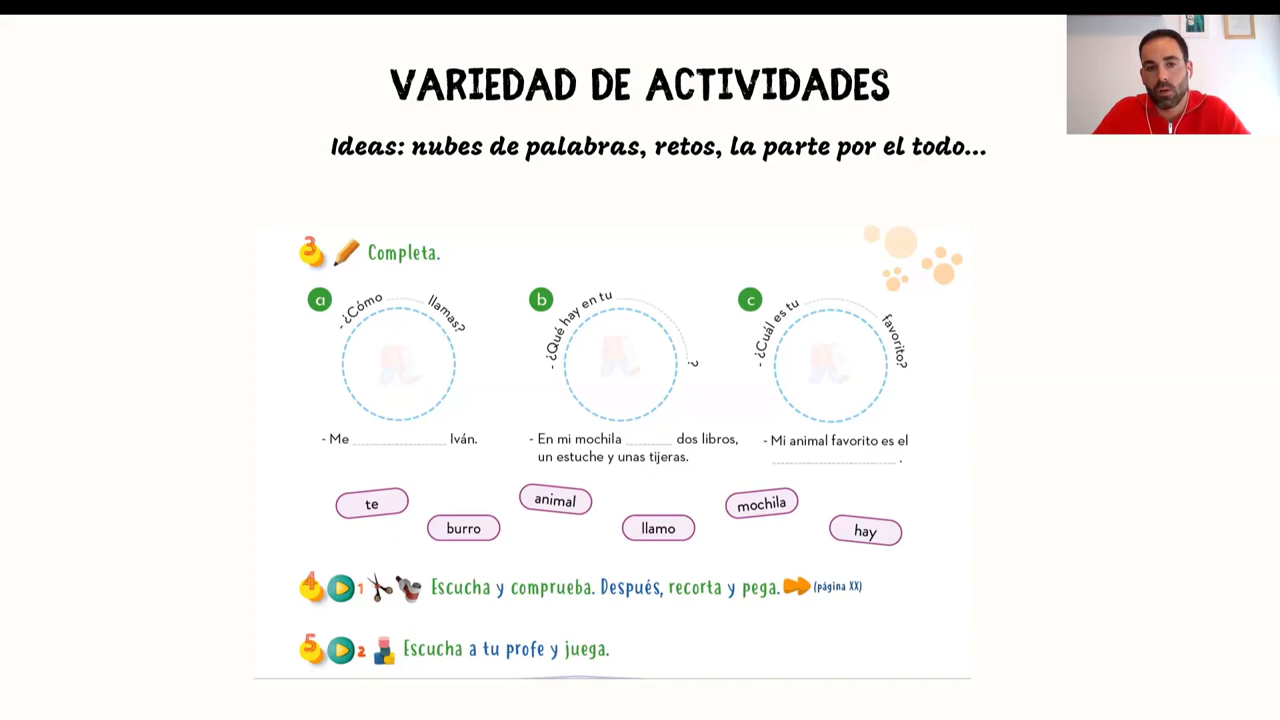 VARIEDAD DE ACTIVIDADES
Ideas: nubes de palabras, retos, la parte por el todo...
3 Completa.
a
- ¿Cómo ........ llamas?
- Me ........ Iván.
b
- ¿Qué hay en tu ........ ?
- En mi mochila ........ dos libros,
un estuche y unas tijeras.
c
- ¿Cuál es tu ........ favorito?
- Mi animal favorito es el
........ .
te
burro
animal
llamo
mochila
hay
4 1 Escucha y comprueba. Después, recorta y pega. (página XX)
5 2 Escucha a tu profe y juega.